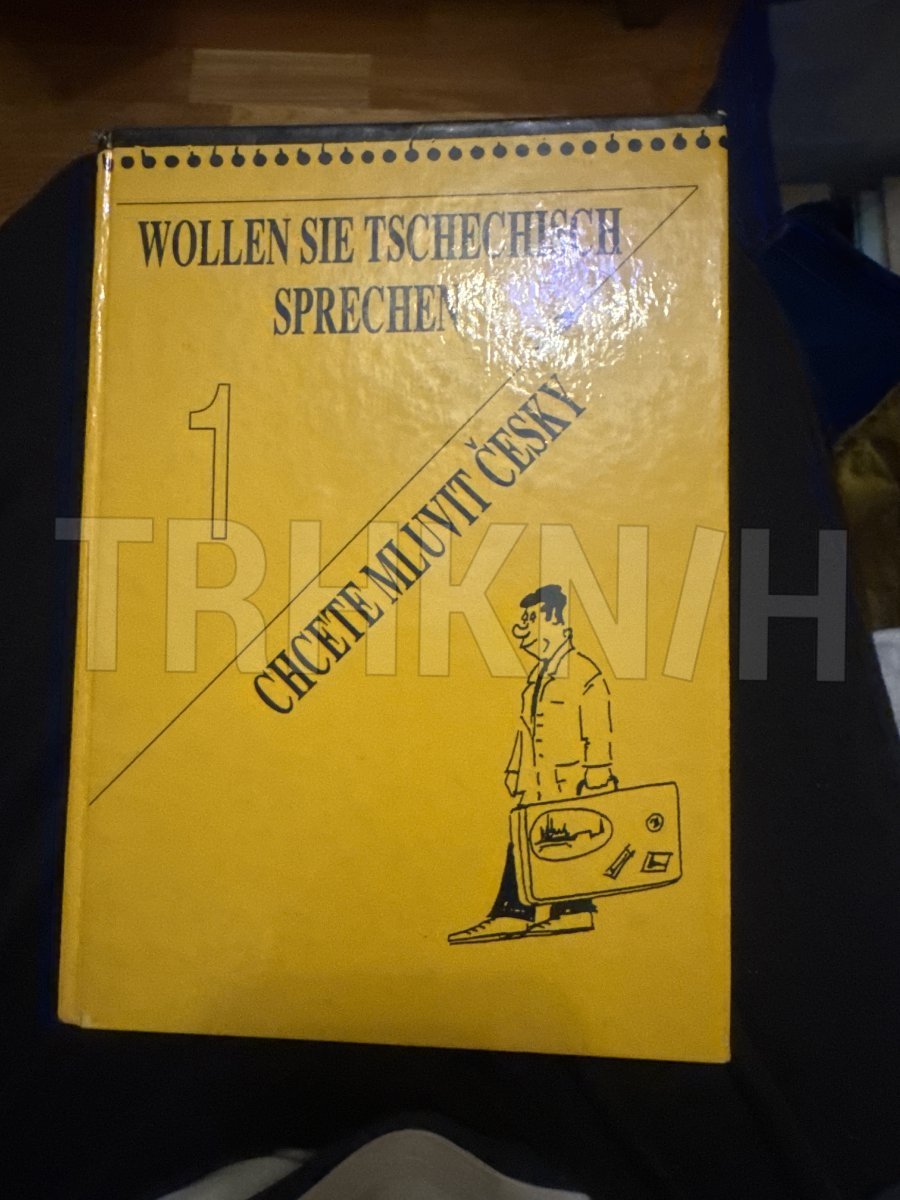 WOLLEN SIE TSCHECHISCH
SPRECHEN
1
CHCETE MLUVIT ČESKY
TRHKNIH